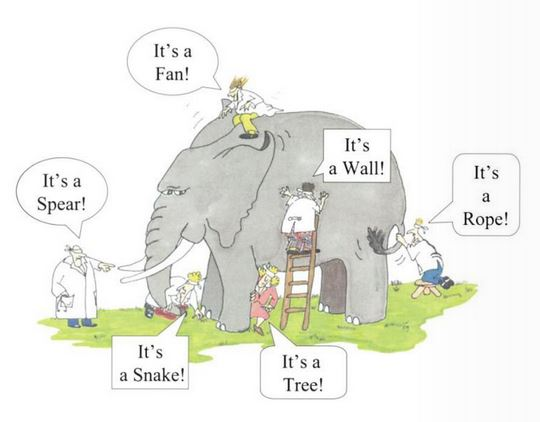 It's a
Fan!
It's
a Wall!
It's a
Spear!
It's
a
Rope!
It's
a Snake!
It's a
Tree!